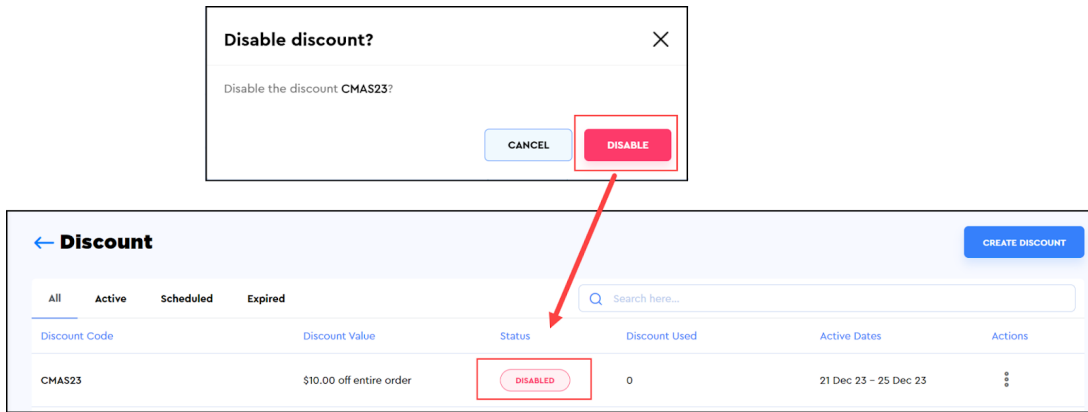 Disable discount?
Disable the discount CMAS23?
CANCEL DISABLE
Discount
CREATE DISCOUNT
All Active Scheduled Expired
Search here...
Discount Code Discount Value Status Discount Used Active Dates Actions
CMAS23 $10.00 off entire order DISABLED 0 21 Dec 23 - 25 Dec 23